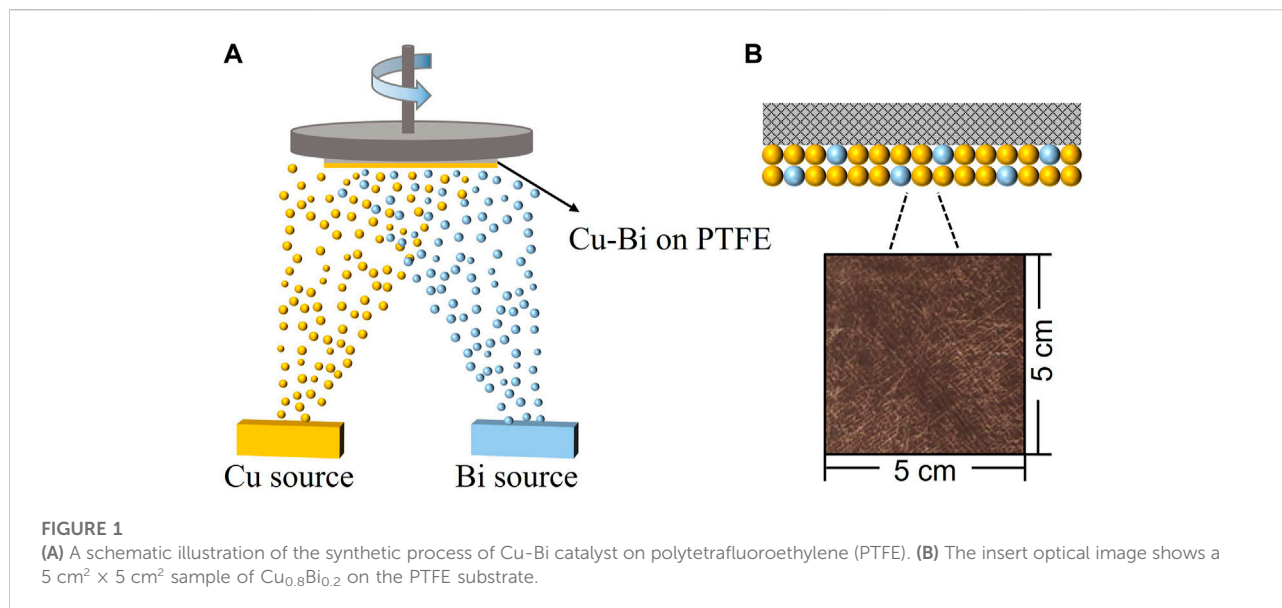 A
B
Cu-Bi on PTFE
Cu source
Bi source
5 cm
5 cm
FIGURE 1
(A) A schematic illustration of the synthetic process of Cu-Bi catalyst on polytetrafluoroethylene (PTFE). (B) The insert optical image shows a
5 cm² × 5 cm² sample of Cu₀.₈Bi₀.₂ on the PTFE substrate.